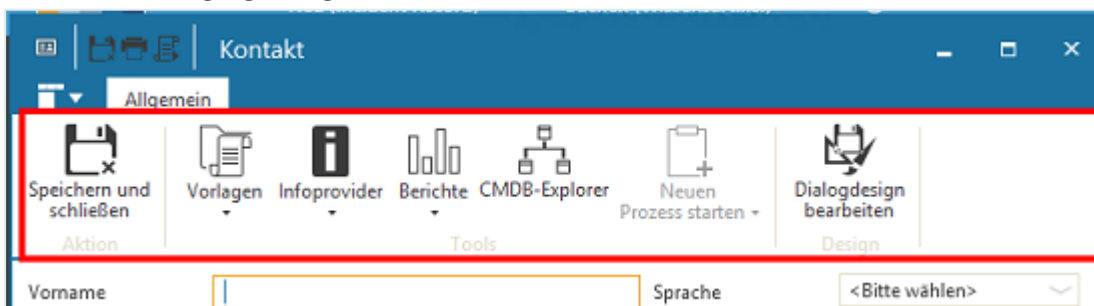 Kontakt
Allgemein
Speichern und
schließen
Vorlagen
Infoprovider
Berichte
CMDB-Explorer
Neuen
Prozess starten
Dialogdesign
bearbeiten
Aktion
Tools
Design
Vorname
Sprache
<Bitte wählen>